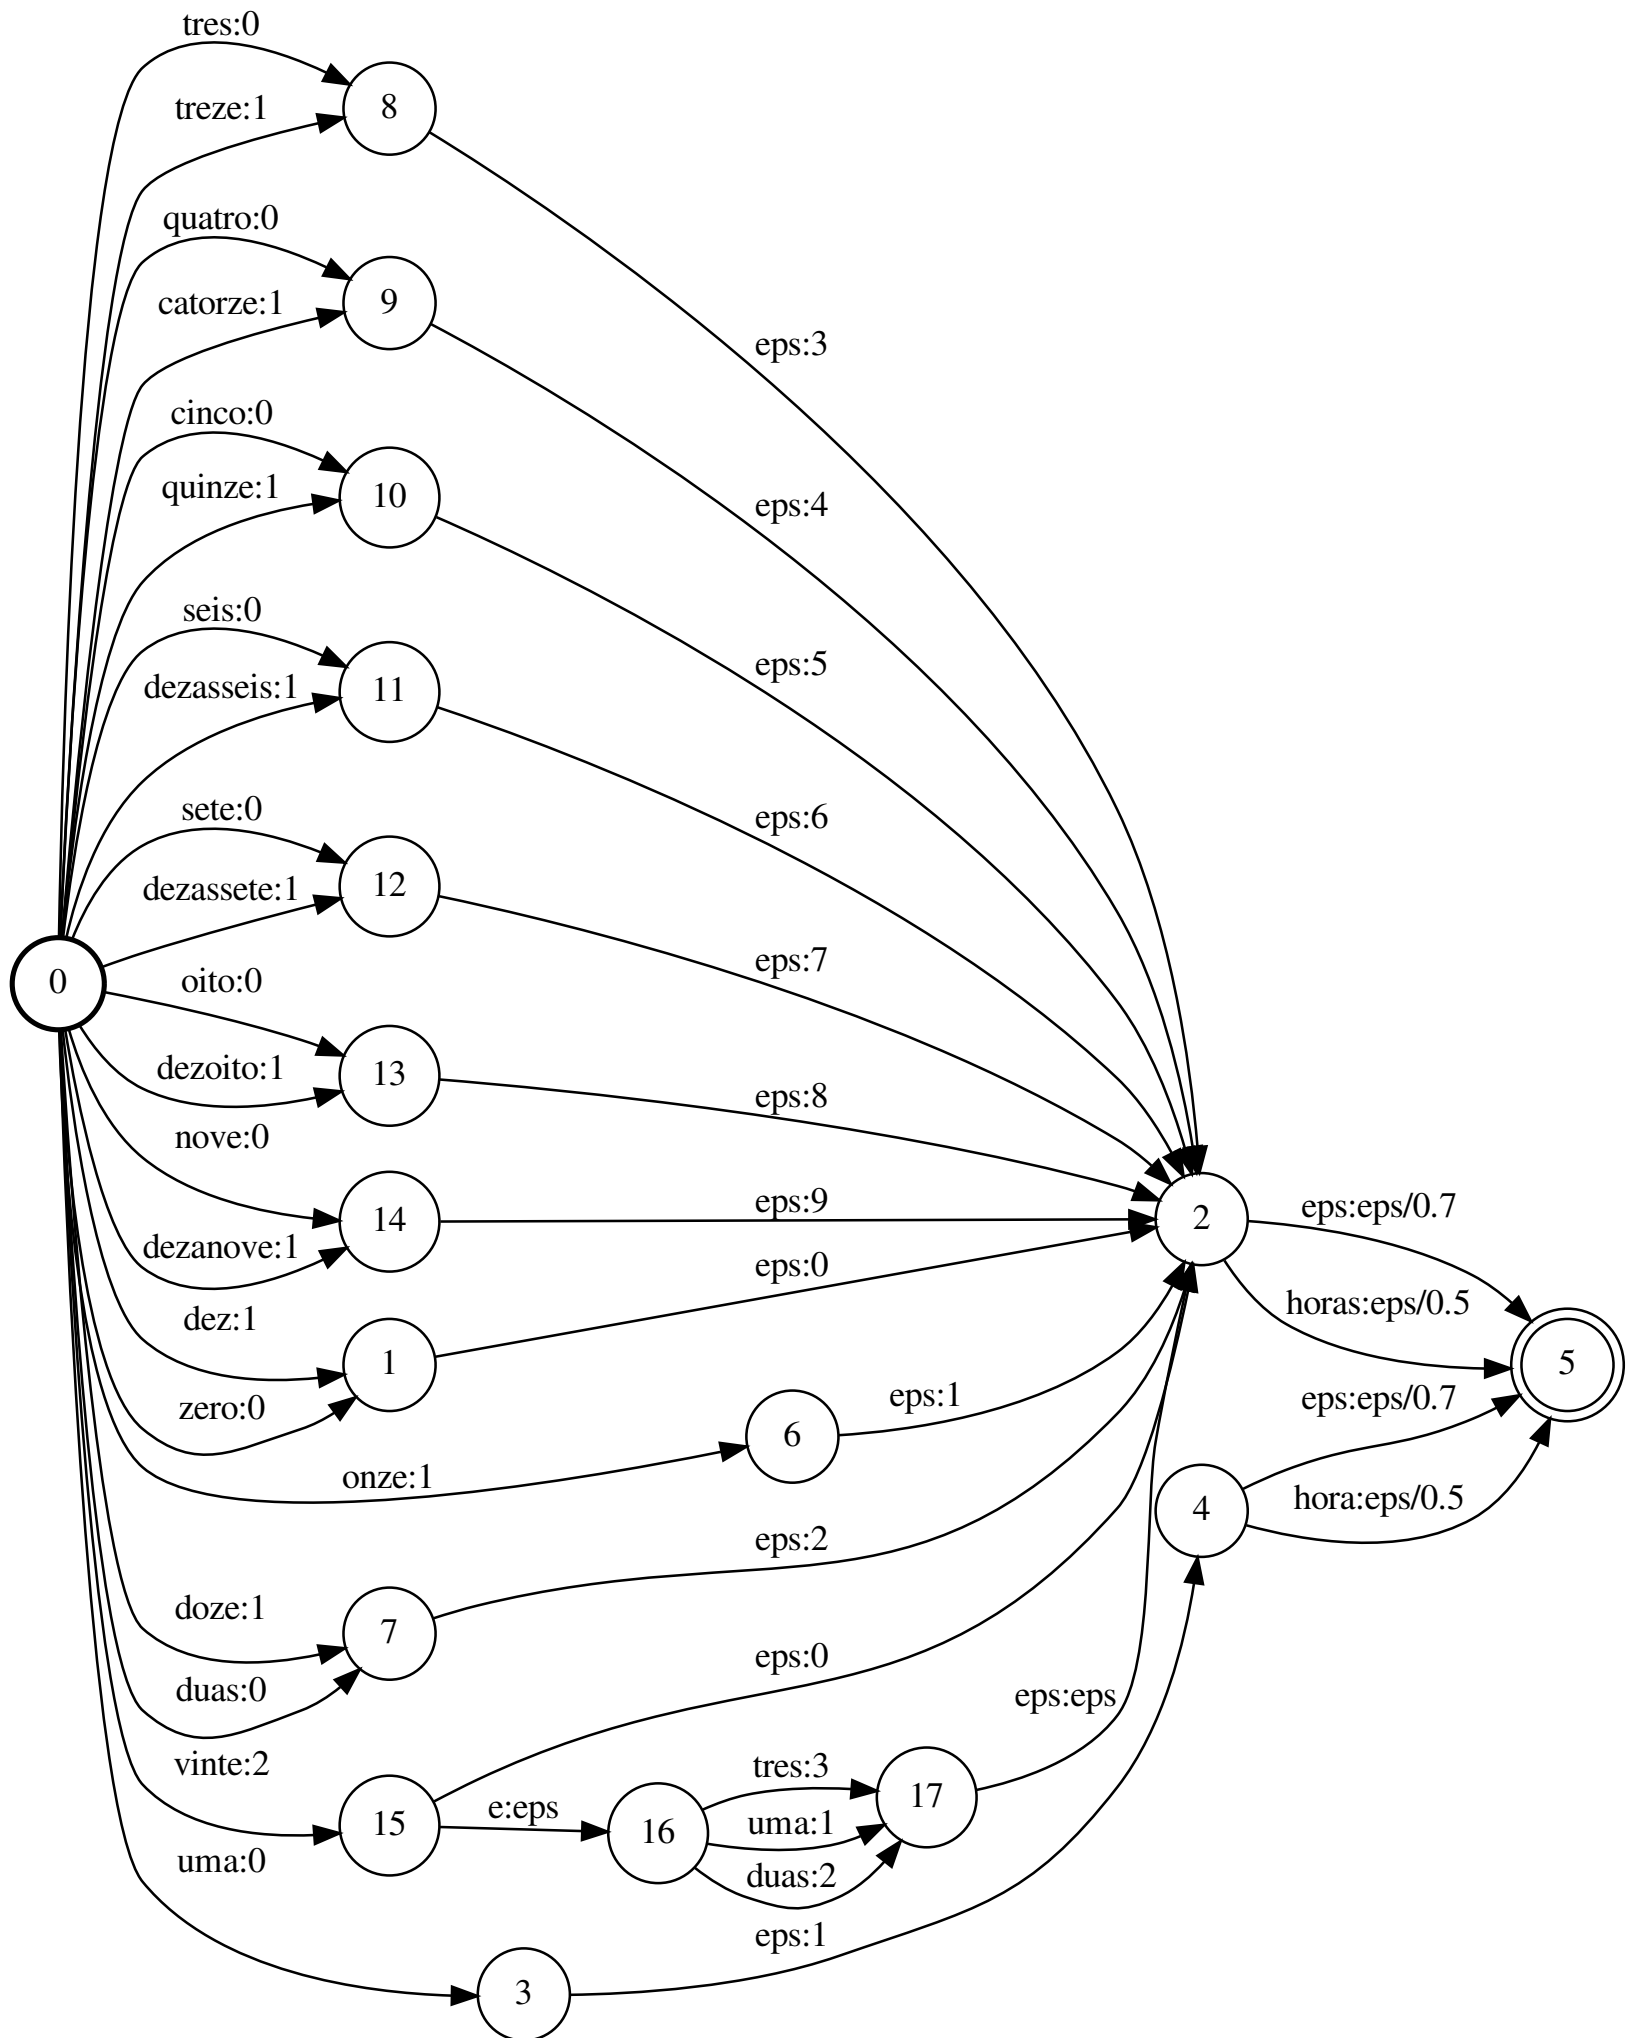 tres:0
8
treze:1
quatro:0
9
catorze:1
eps:3
cinco:0
quinze:1
10
eps:4
seis:0
dezasseis:1
11
eps:5
sete:0
eps:6
dezassete:1
12
0
oito:0
eps:7
dezoito:1
13
eps:8
nove:0
14
eps:9
2
eps:eps/0.7
dezanove:1
eps:0
horas:eps/0.5
dez:1
1
5
zero:0
6
eps:1
eps:eps/0.7
onze:1
4
hora:eps/0.5
eps:2
doze:1
7
duas:0
eps:0
eps:eps
vinte:2
tres:3
17
15
e:eps
16
uma:1
uma:0
duas:2
eps:1
3